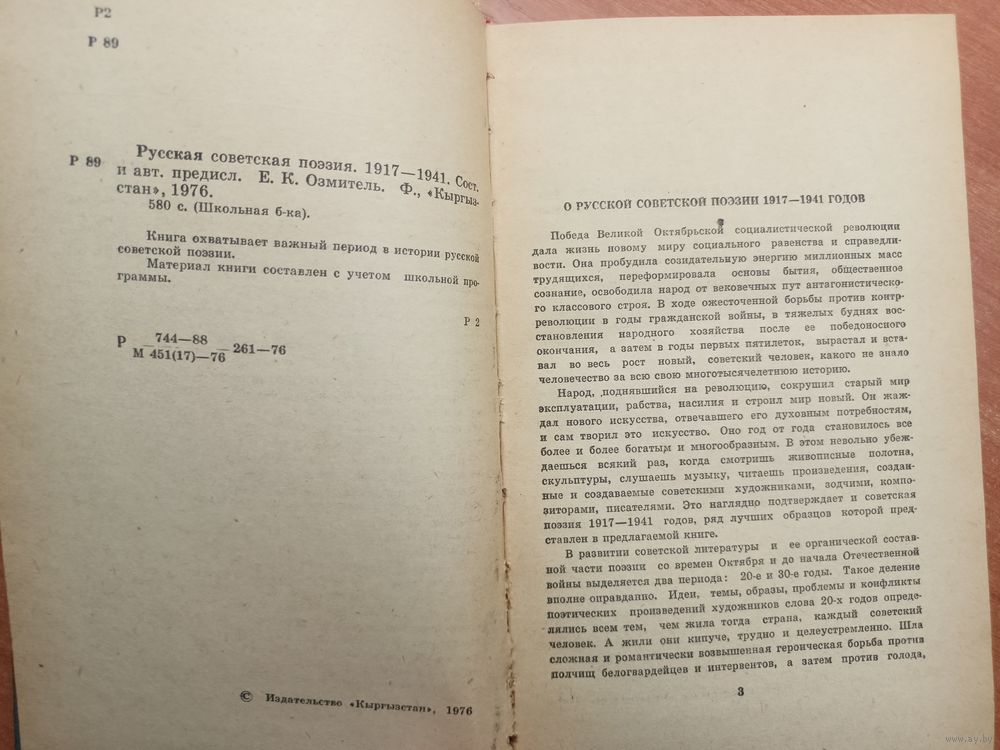 Р2
Р 89
Р 89
Русская советская поэзия. 1917—1941. Сост.
и авт. предисл. Е. К. Озмитель. Ф., «Кыргыз-
стан», 1976.
580 с. (Школьная б-ка).
Книга охватывает важный период в истории русской
советской поэзии.
Материал книги составлен с учетом школьной про-
граммы.
Р 2
Р 744—88 — 261—76
М 451(17)—76
© Издательство «Кыргызстан», 1976
О РУССКОЙ СОВЕТСКОЙ ПОЭЗИИ 1917—1941 ГОДОВ
Победа Великой Октябрьской социалистической революции
дала жизнь новому миру социального равенства и справедли-
вости. Она пробудила созидательную энергию миллионных масс
трудящихся, переформировала основы бытия, общественное
сознание, освободила народ от вековечных пут антагонистическо-
го классового строя. В ходе ожесточенной борьбы против контр-
революции в годы гражданской войны, в тяжелых буднях вос-
становления народного хозяйства после ее победоносного
окончания, а затем в годы первых пятилеток, вырастал и вста-
вал во весь рост новый, советский человек, какого не знало
человечество за всю свою многотысячелетнюю историю.
Народ, поднявшийся на революцию, сокрушил старый мир
эксплуатации, рабства, насилия и строил мир новый. Он жаж-
дал нового искусства, отвечавшего его духовным потребностям,
и сам творил это искусство. Оно год от года становилось все
более и более богатым и многообразным. В этом невольно убеж-
даешься всякий раз, когда смотришь живописные полотна,
скульптуры, слушаешь музыку, читаешь произведения, создан-
ные и создаваемые советскими художниками, зодчими, компо-
зиторами, писателями. Это наглядно подтверждает и советская
поэзия 1917—1941 годов, ряд лучших образцов которой пред-
ставлен в предлагаемой книге.
В развитии советской литературы и ее органической состав-
ной части поэзии со времен Октября и до начала Отечественной
войны выделяется два периода: 20-е и 30-е годы. Такое деление
вполне оправданно. Идеи, темы, образы, проблемы и конфликты
поэтических произведений художников слова 20-х годов опреде-
лялись всем тем, чем жила тогда страна, каждый советский
человек. А жили они кипуче, трудно и целеустремленно. Шла
сложная и романтически возвышенная героическая борьба против
полчищ белогвардейцев и интервентов, а затем против голода,
3
www.ay.by